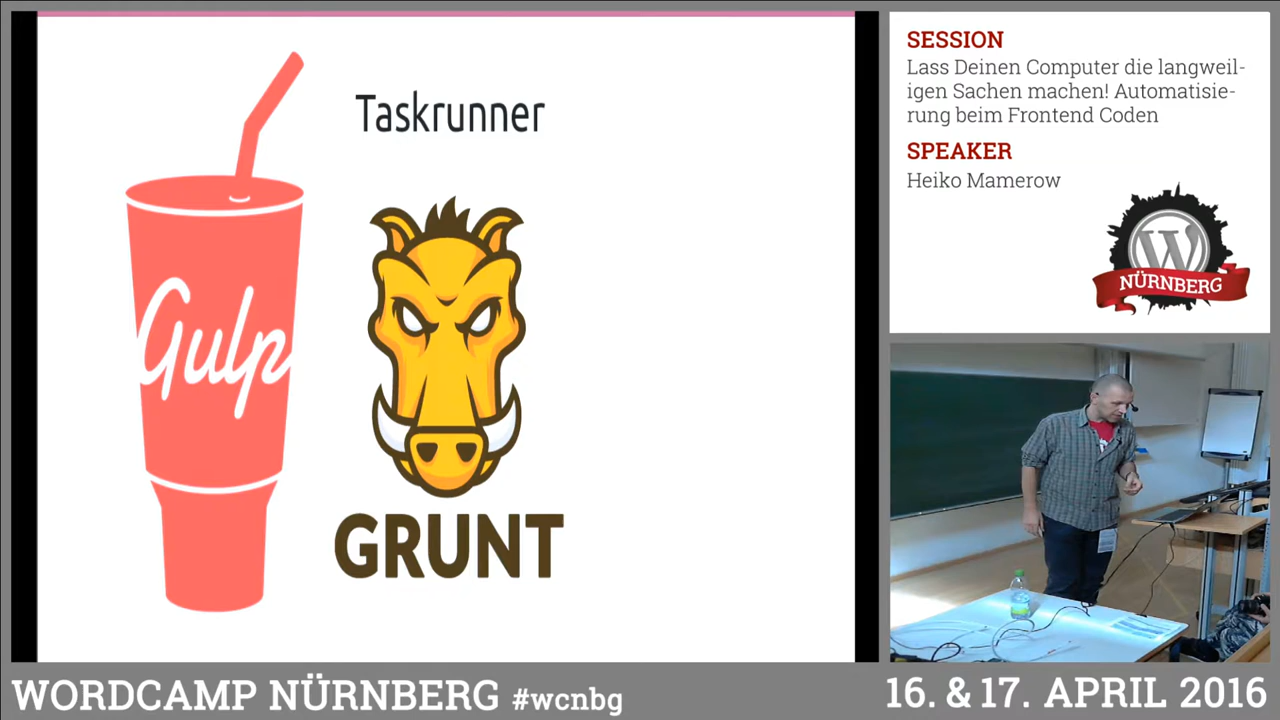 Taskrunner
Gulp
GRUNT
SESSION
Lass Deinen Computer die langweil-
igen Sachen machen! Automatisie-
rung beim Frontend Coden
SPEAKER
Heiko Mamerow
W
NÜRNBERG
WORDCAMP NÜRNBERG #wcnbg
16. & 17. APRIL 2016